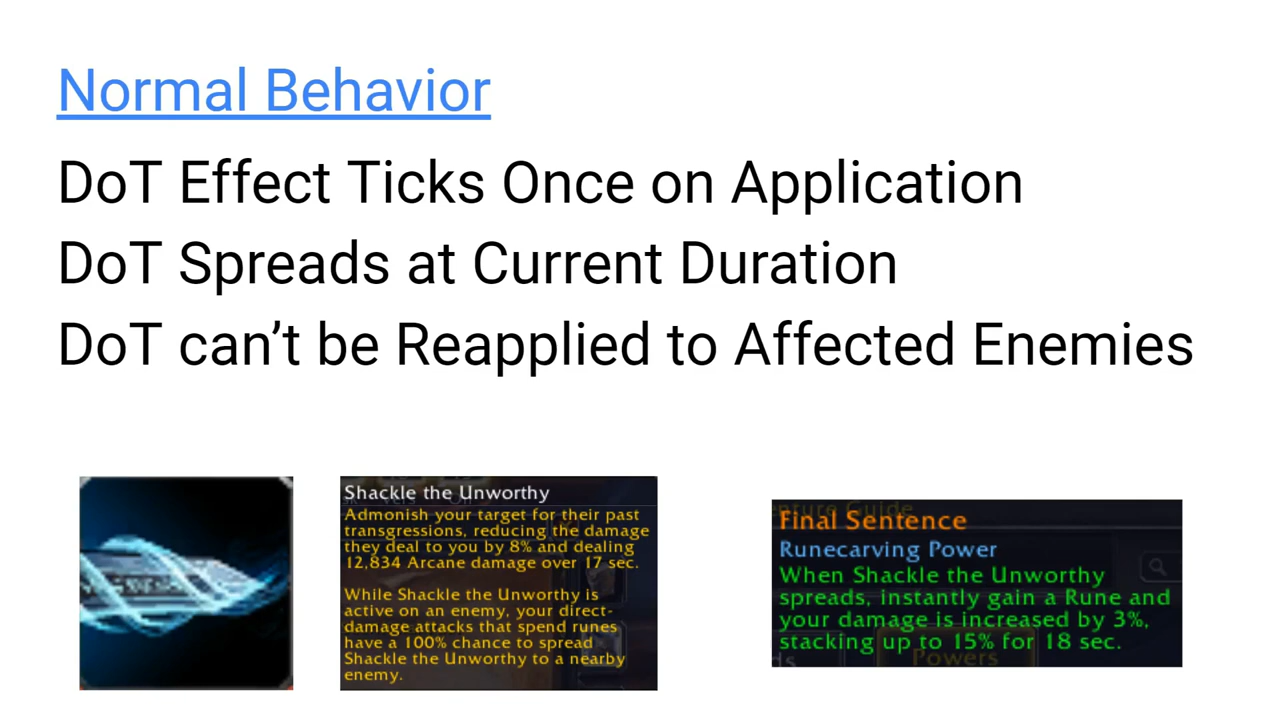 Normal Behavior
DoT Effect Ticks Once on Application
DoT Spreads at Current Duration
DoT can’t be Reapplied to Affected Enemies
Shackle the Unworthy
Admonish your target for their past
transgressions, reducing the damage
they deal to you by 8% and dealing
12,834 Arcane damage over 17 sec.
While Shackle the Unworthy is
active on an enemy, your direct-
damage attacks that spend runes
have a 100% chance to spread
Shackle the Unworthy to a nearby
enemy.
Final Sentence
Runecarving Power
When Shackle the Unworthy
spreads, instantly gain a Rune and
your damage is increased by 3%,
stacking up to 15% for 18 sec.
Powers